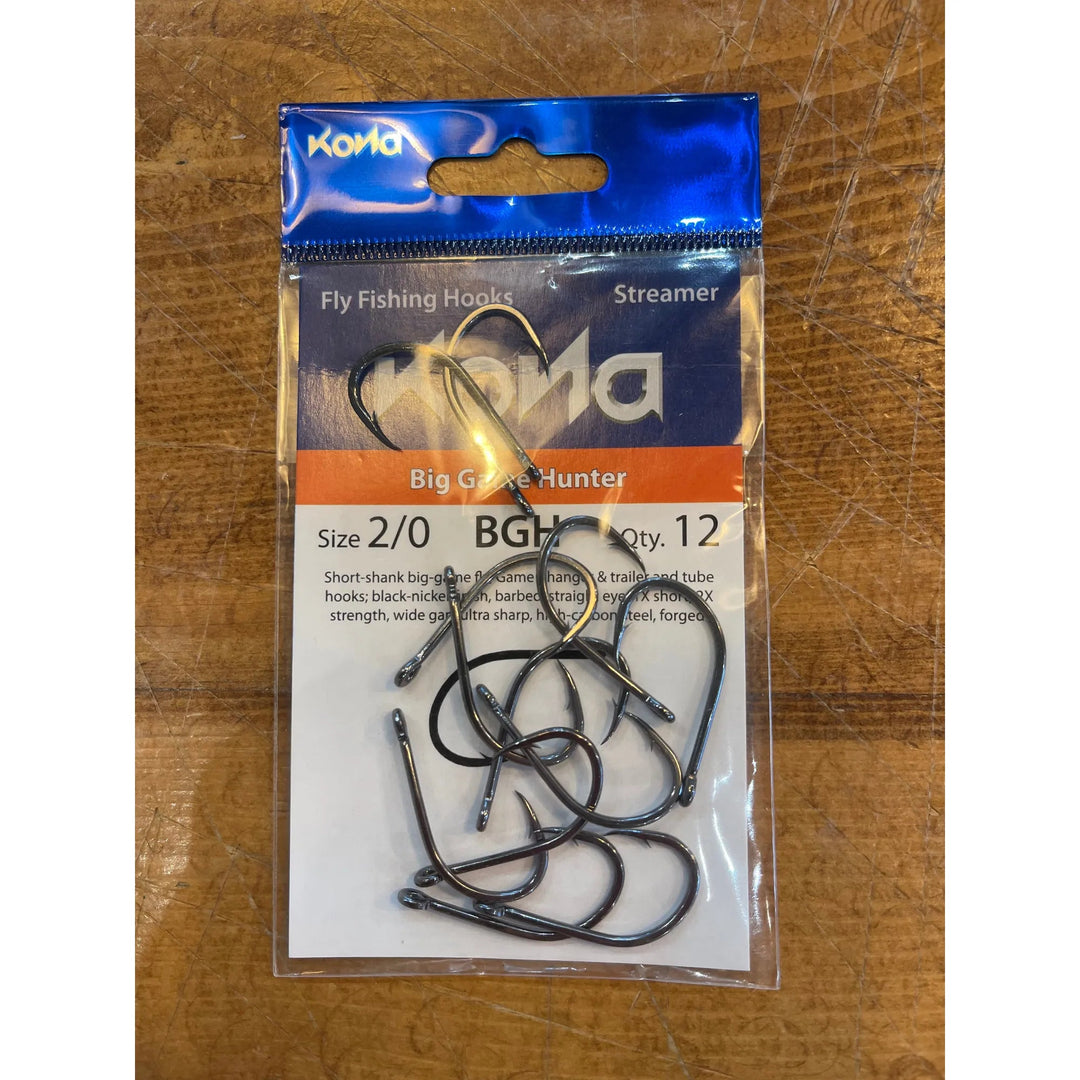 Kona
Fly Fishing Hooks Streamer
Kona
Big Game Hunter
Size 2/0 BGH Qty. 12
Short-shank big-game fly Game Changer & trailer and tube
hooks; black-nickel finish, barbed, straight eye, 1X short, 2X
strength, wide gap, ultra sharp, high-carbon steel, forged